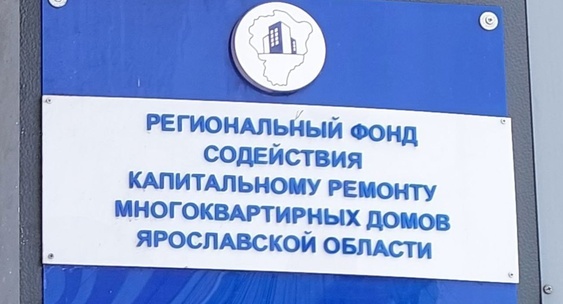 РЕГИОНАЛЬНЫЙ ФОНД
СОДЕЙСТВИЯ
КАПИТАЛЬНОМУ РЕМОНТУ
МНОГОКВАРТИРНЫХ ДОМОВ
ЯРОСЛАВСКОЙ ОБЛАСТИ